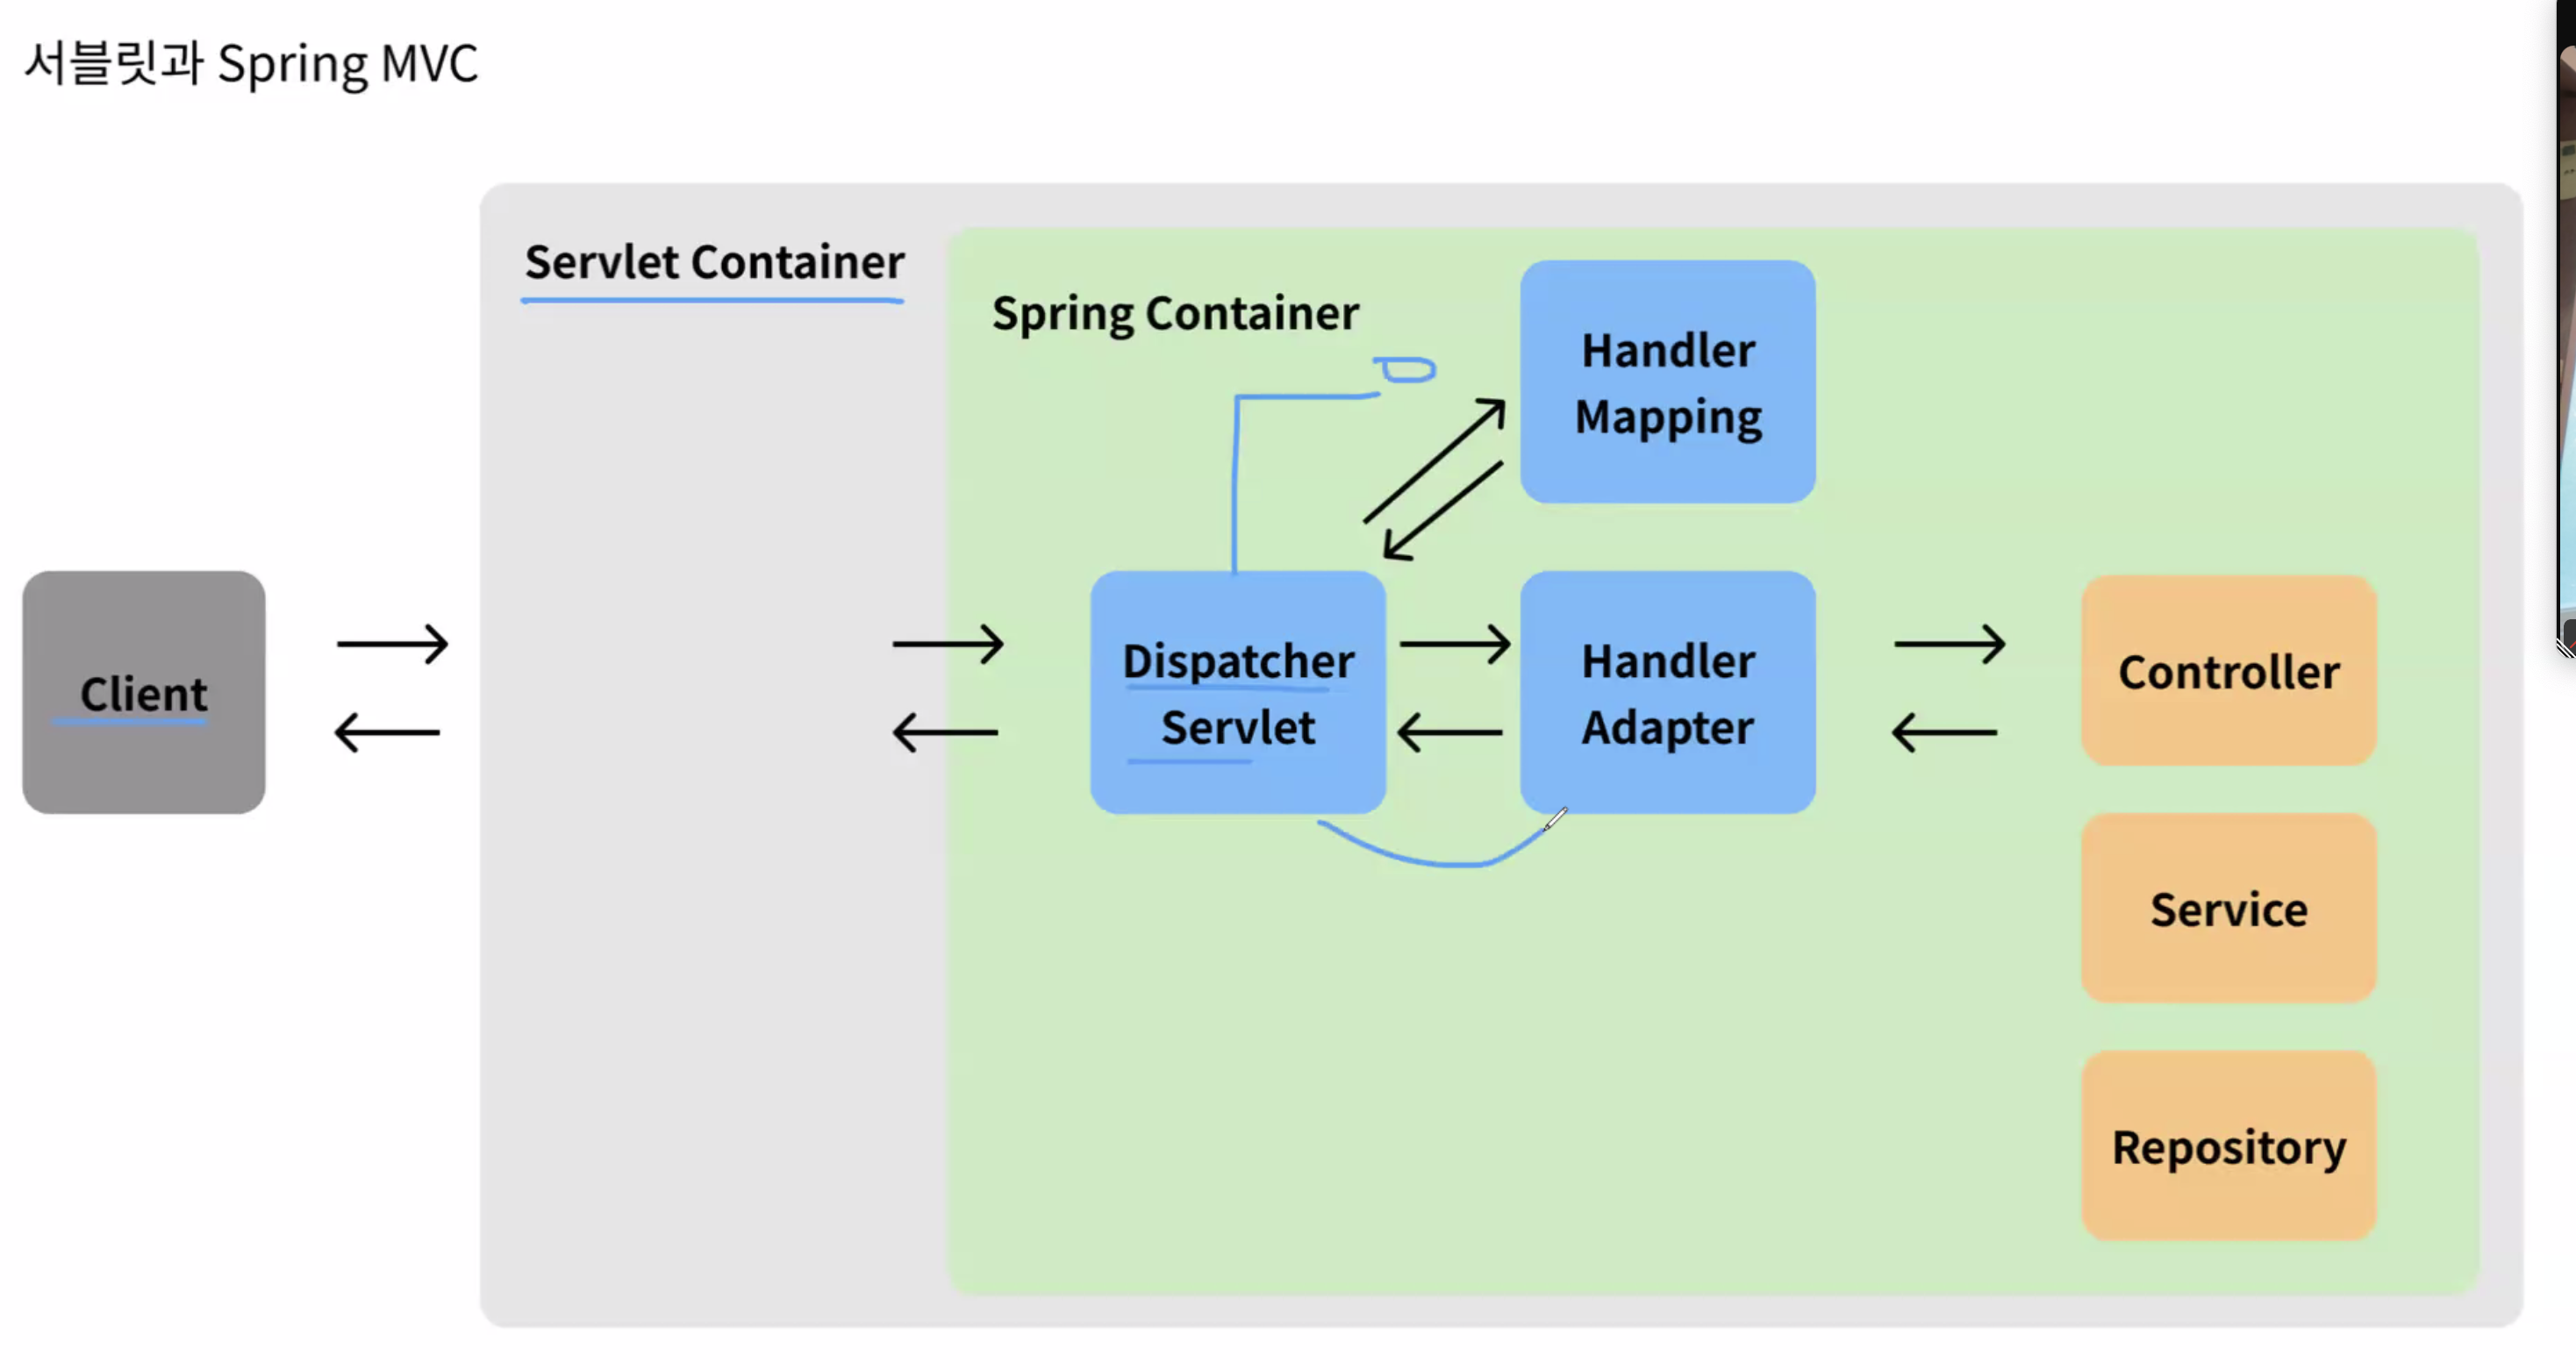 서블릿과 Spring MVC
Servlet Container
Spring Container
Handler
Mapping
Client
Dispatcher
Servlet
Handler
Adapter
Controller
Service
Repository